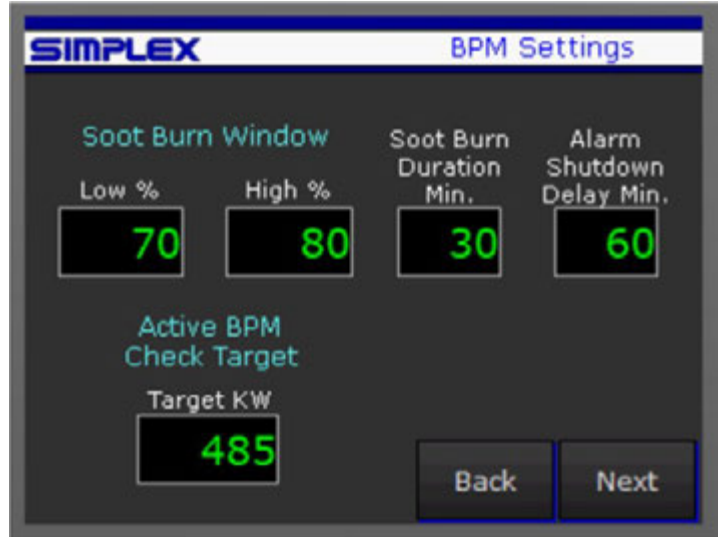 SIMPLEX
BPM Settings
Soot Burn Window
Low %
High %
70
80
Soot Burn
Duration
Min.
30
Alarm
Shutdown
Delay Min.
60
Active BPM
Check Target
Target KW
485
Back
Next